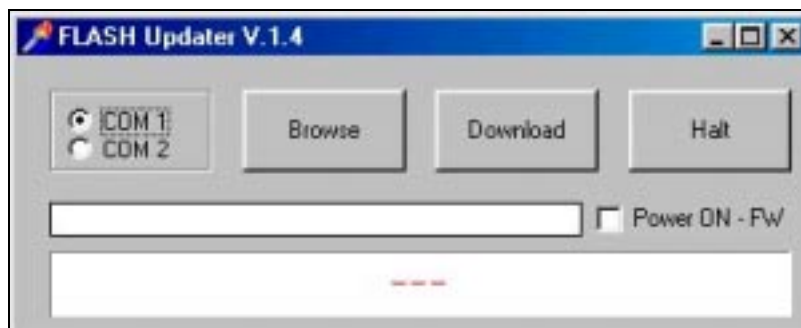 FLASH Updater V.1.4
COM 1
COM 2
Browse
Download
Halt
Power ON - FW
---